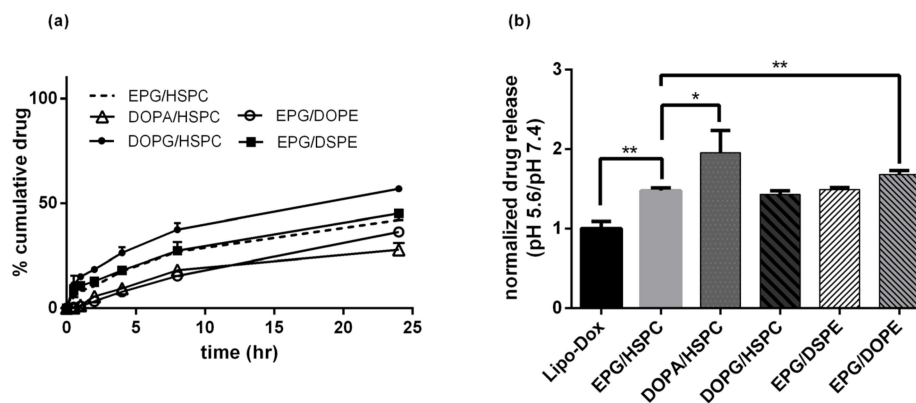 (a)
(b)
% cumulative drug
100
50
0
EPG/HSPC
DOPA/HSPC
DOPG/HSPC
EPG/DOPE
EPG/DSPE
0 5 10 15 20 25
time (hr)
normalized drug release
(pH 5.6/pH 7.4)
3
2
1
0
**
*
**
Lipo-Dox
EPG/HSPC
DOPA/HSPC
DOPG/HSPC
EPG/DSPE
EPG/DOPE